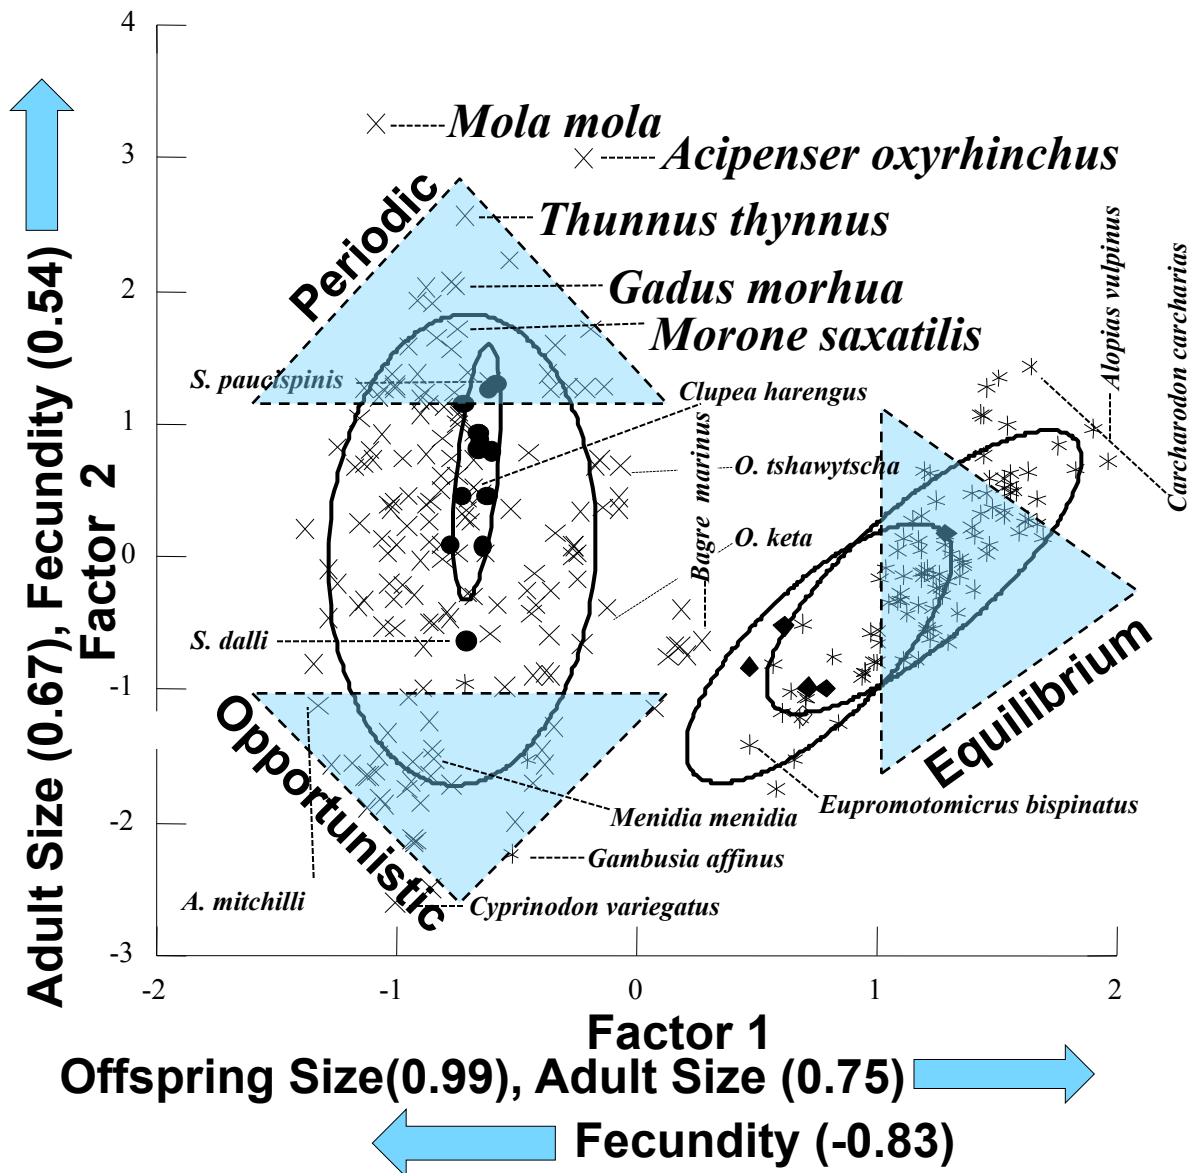 4
3
2
1
0
-1
-2
-3
-2
-1
0
1
2
Adult Size (0.67), Fecundity (0.54)
Factor 2
Mola mola
Acipenser oxyrhinchus
Thunnus thynnus
Gadus morhua
Morone saxatilis
Periodic
S. paucispinis
Clupea harengus
Alopias vulpinus
Carcharodon carcharias
Bagre marinus
O. tshawytscha
O. keta
S. dalli
Opportunistic
Equilibrium
Eupromotomicrus bispinatus
Menidia menidia
Gambusia affinus
A. mitchilli
Cyprinodon variegatus
Factor 1
Offspring Size(0.99), Adult Size (0.75)
Fecundity (-0.83)